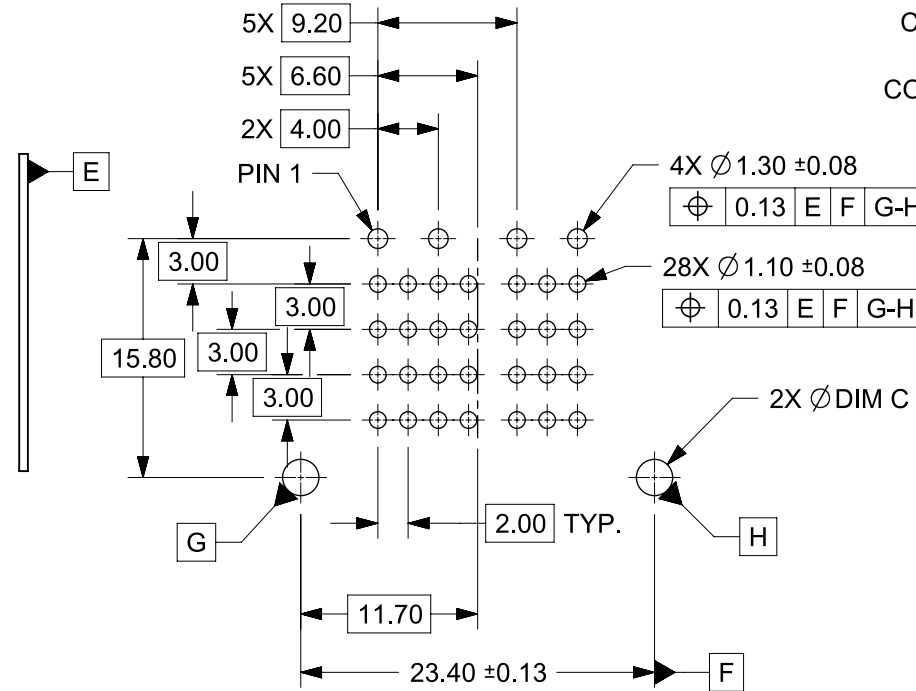 5X 9.20
C
5X 6.60
CO
2X 4.00
E
PIN 1
4X ∅1.30 ±0.08
⌖ 0.13 E F G-H
3.00
28X ∅1.10 ±0.08
3.00
⌖ 0.13 E F G-H
15.80
3.00
3.00
2X ∅DIM C
G
2.00 TYP.
H
11.70
23.40 ±0.13
F